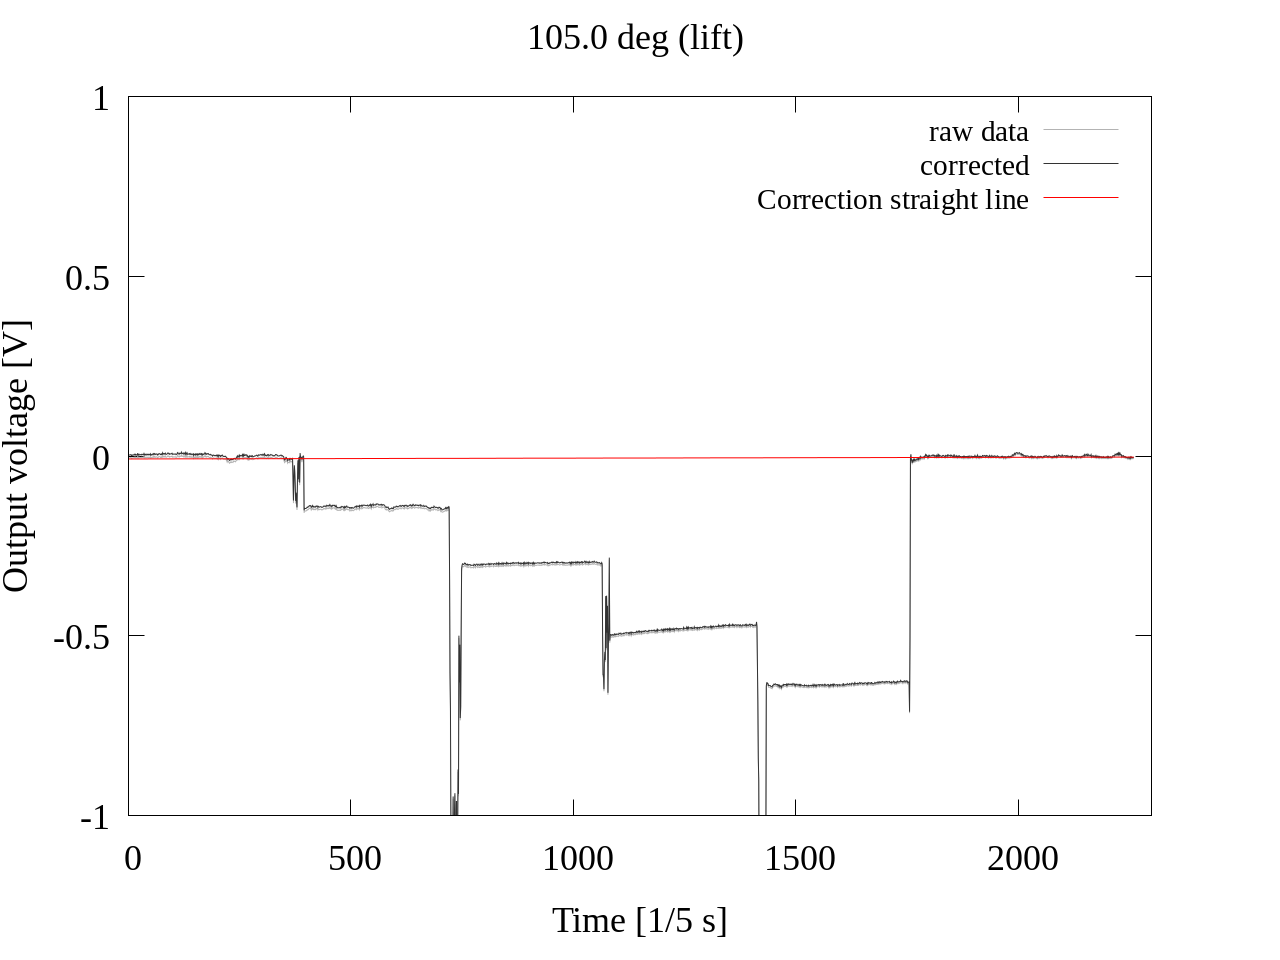 105.0 deg (lift)
1
0.5
0
-0.5
-1
Output voltage [V]
raw data
corrected
Correction straight line
0 500 1000 1500 2000
Time [1/5 s]